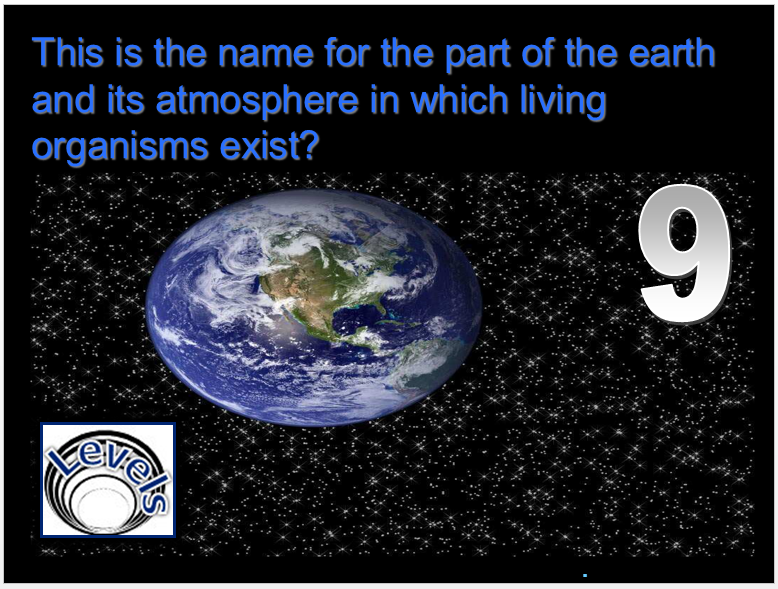 This is the name for the part of the earth
and its atmosphere in which living
organisms exist?
9
Levels